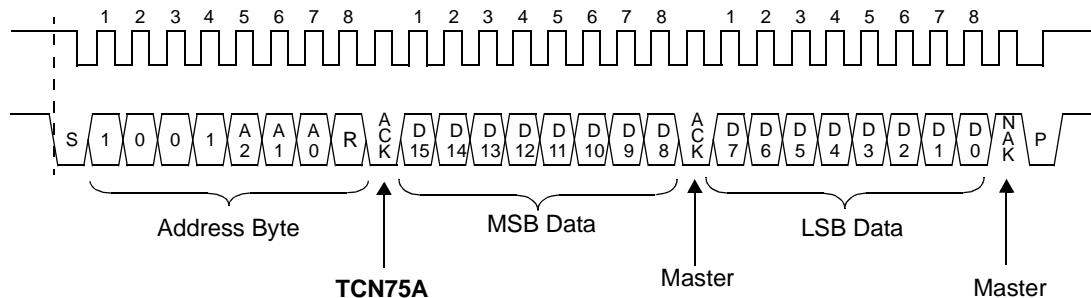 1 2 3 4 5 6 7 8 1 2 3 4 5 6 7 8 1 2 3 4 5 6 7 8
S 1 0 0 1 A2 A1 A0 R ACK D15 D14 D13 D12 D11 D10 D9 D8 ACK D7 D6 D5 D4 D3 D2 D1 D0 NAK P
Address Byte MSB Data LSB Data
TCN75A Master Master